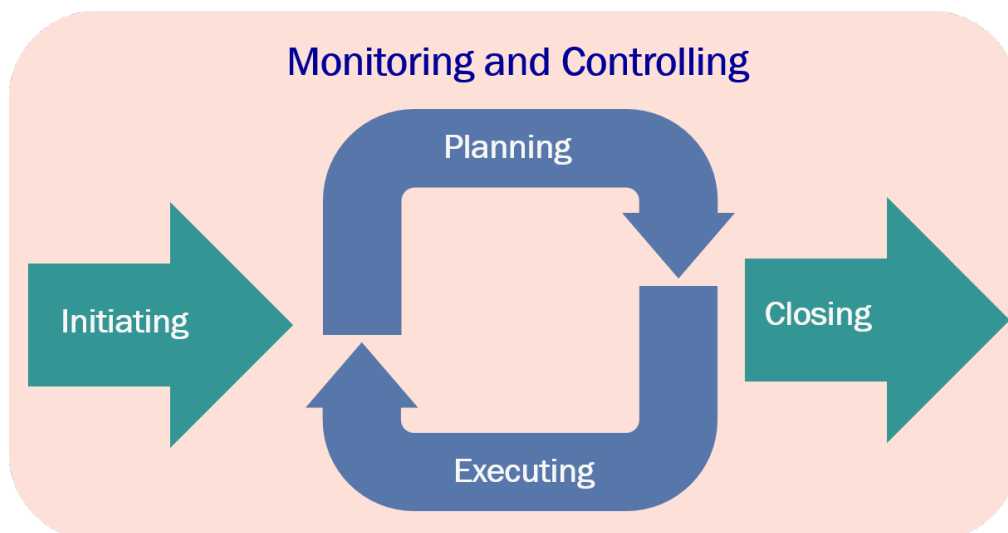 Monitoring and Controlling
Planning
Initiating
Closing
Executing